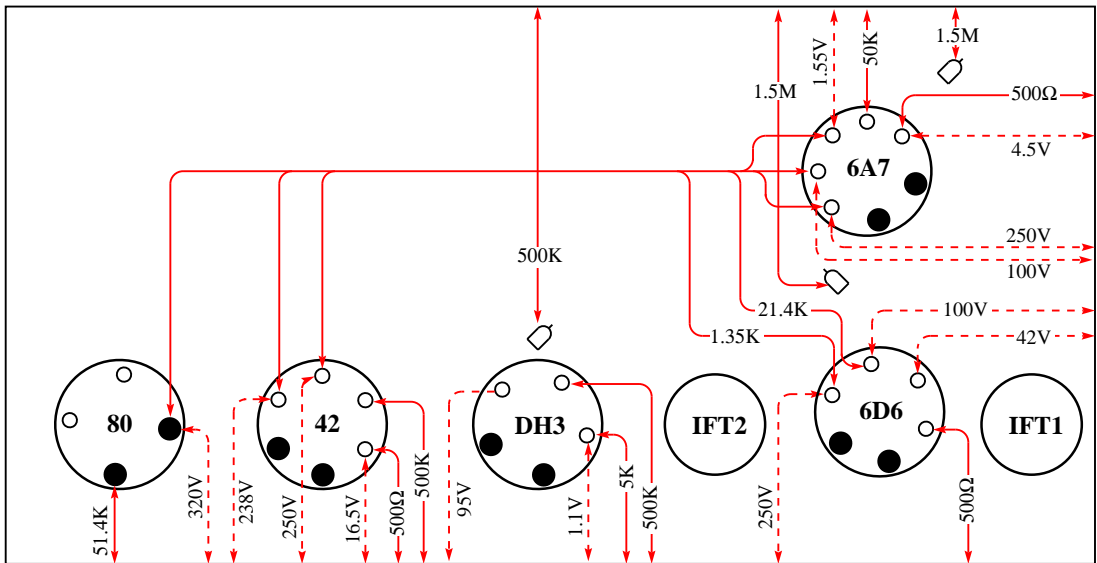 1.5M
1.55V
50K
1.5M
500Ω
4.5V
6A7
250V
500K
100V
21.4K
100V
1.35K
42V
80
42
DH3
IFT2
6D6
IFT1
51.4K
320V
238V
250V
16.5V
500Ω
500K
95V
1.1V
5K
500K
250V
500Ω